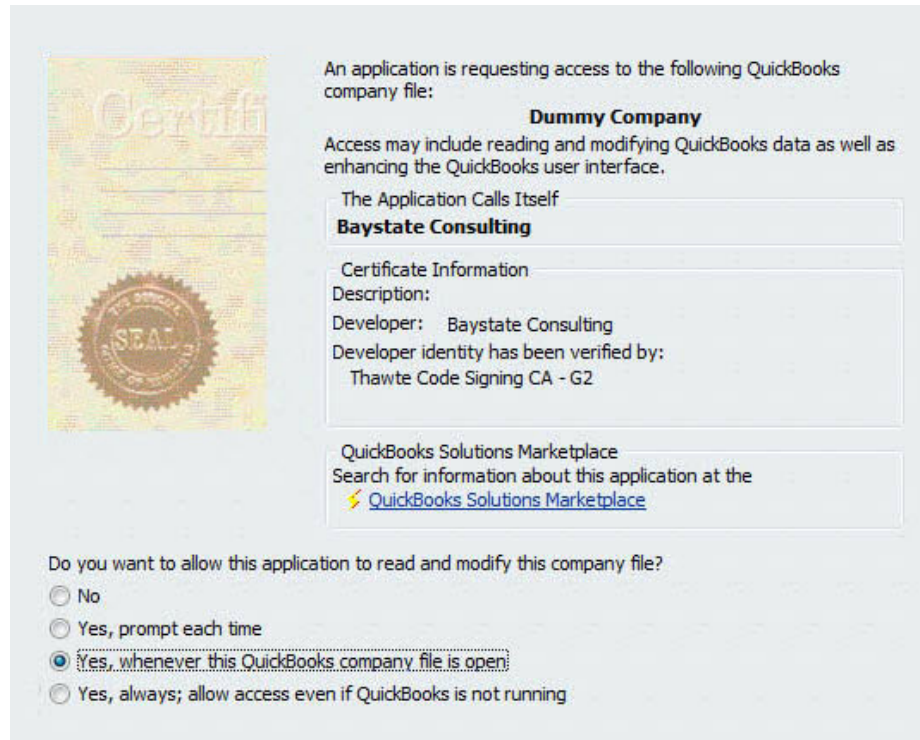 Certifi
An application is requesting access to the following QuickBooks
company file:
Dummy Company
Access may include reading and modifying QuickBooks data as well as
enhancing the QuickBooks user interface.
The Application Calls Itself
Baystate Consulting
Certificate Information
Description:
Developer: Baystate Consulting
Developer identity has been verified by:
Thawte Code Signing CA - G2
SEAL
QuickBooks Solutions Marketplace
Search for information about this application at the
QuickBooks Solutions Marketplace
Do you want to allow this application to read and modify this company file?
No
Yes, prompt each time
Yes, whenever this QuickBooks company file is open
Yes, always; allow access even if QuickBooks is not running